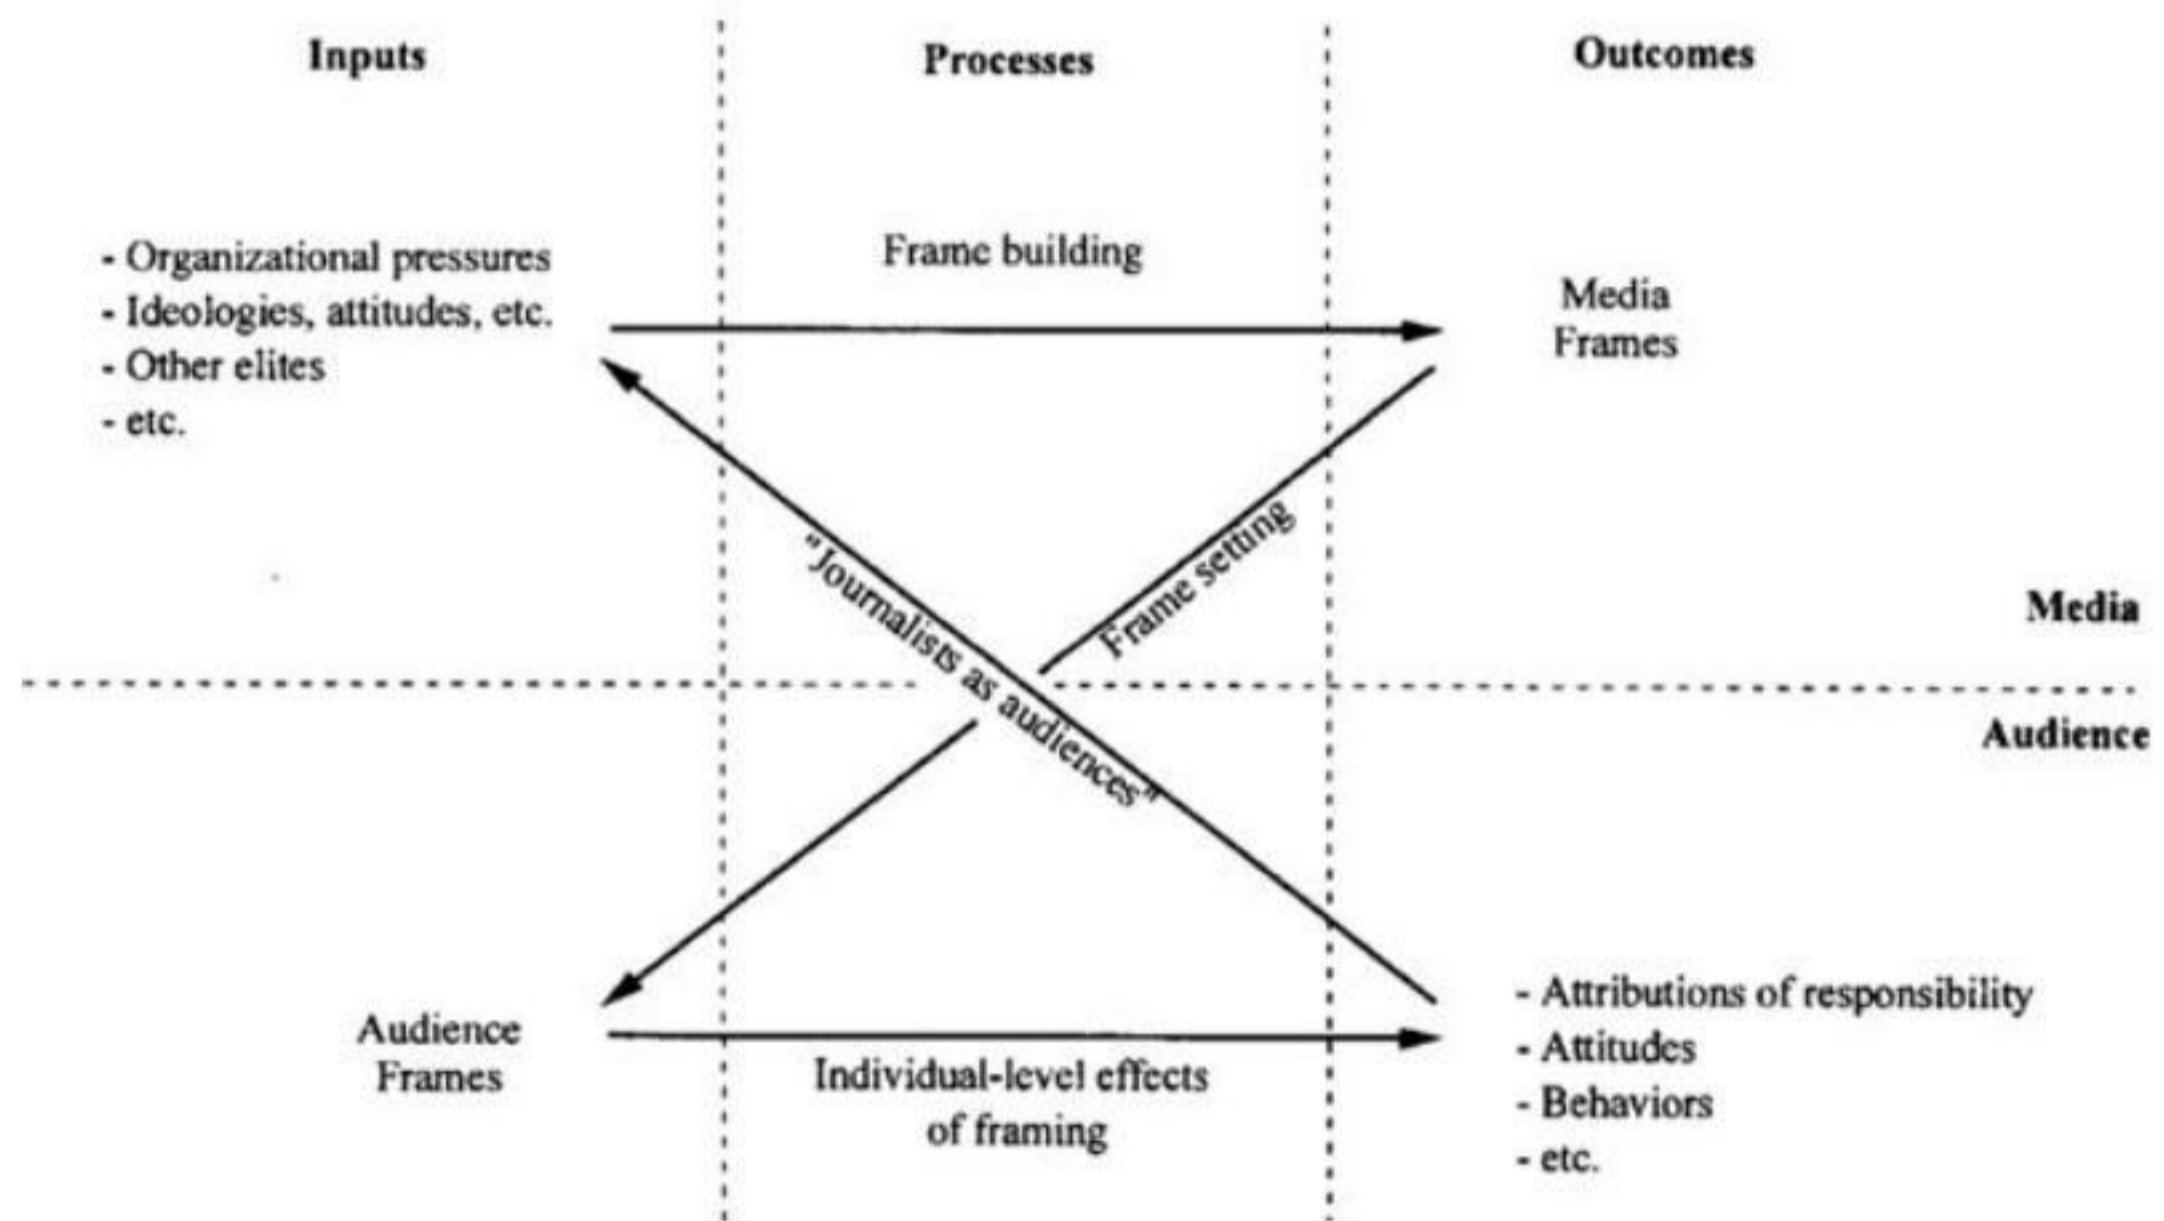 Inputs
Processes
Outcomes
- Organizational pressures
- Ideologies, attitudes, etc.
- Other elites
- etc.
Frame building
Media
Frames
"Journalists as audiences"
Frame setting
Media
Audience
Audience
Frames
Individual-level effects
of framing
- Attributions of responsibility
- Attitudes
- Behaviors
- etc.